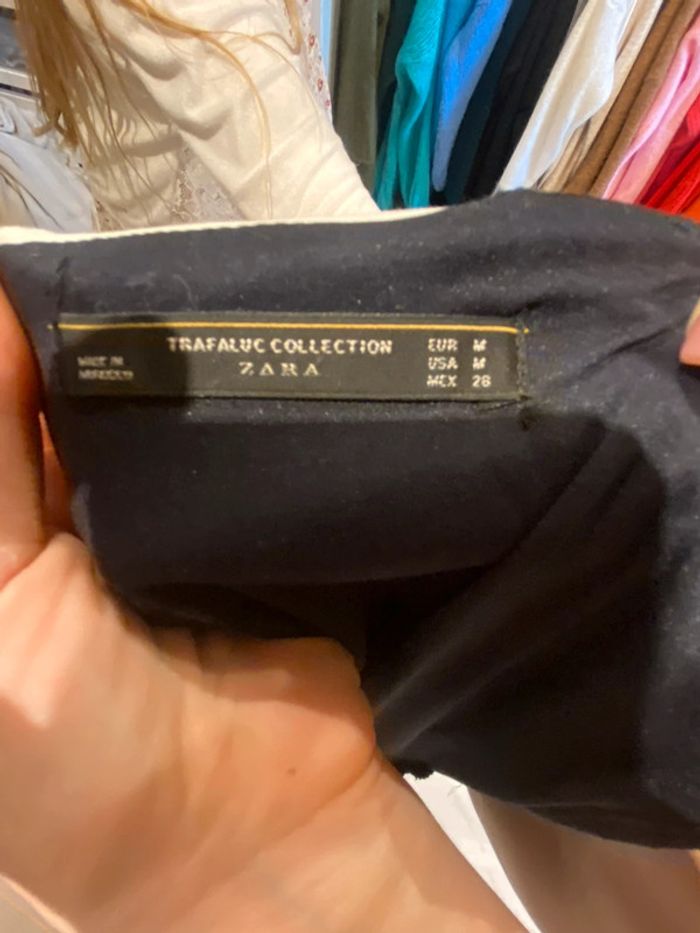 TRAFALUC COLLECTION
ZARA
MADE IN
MOROCCO
EUR M
USA M
MEX 28